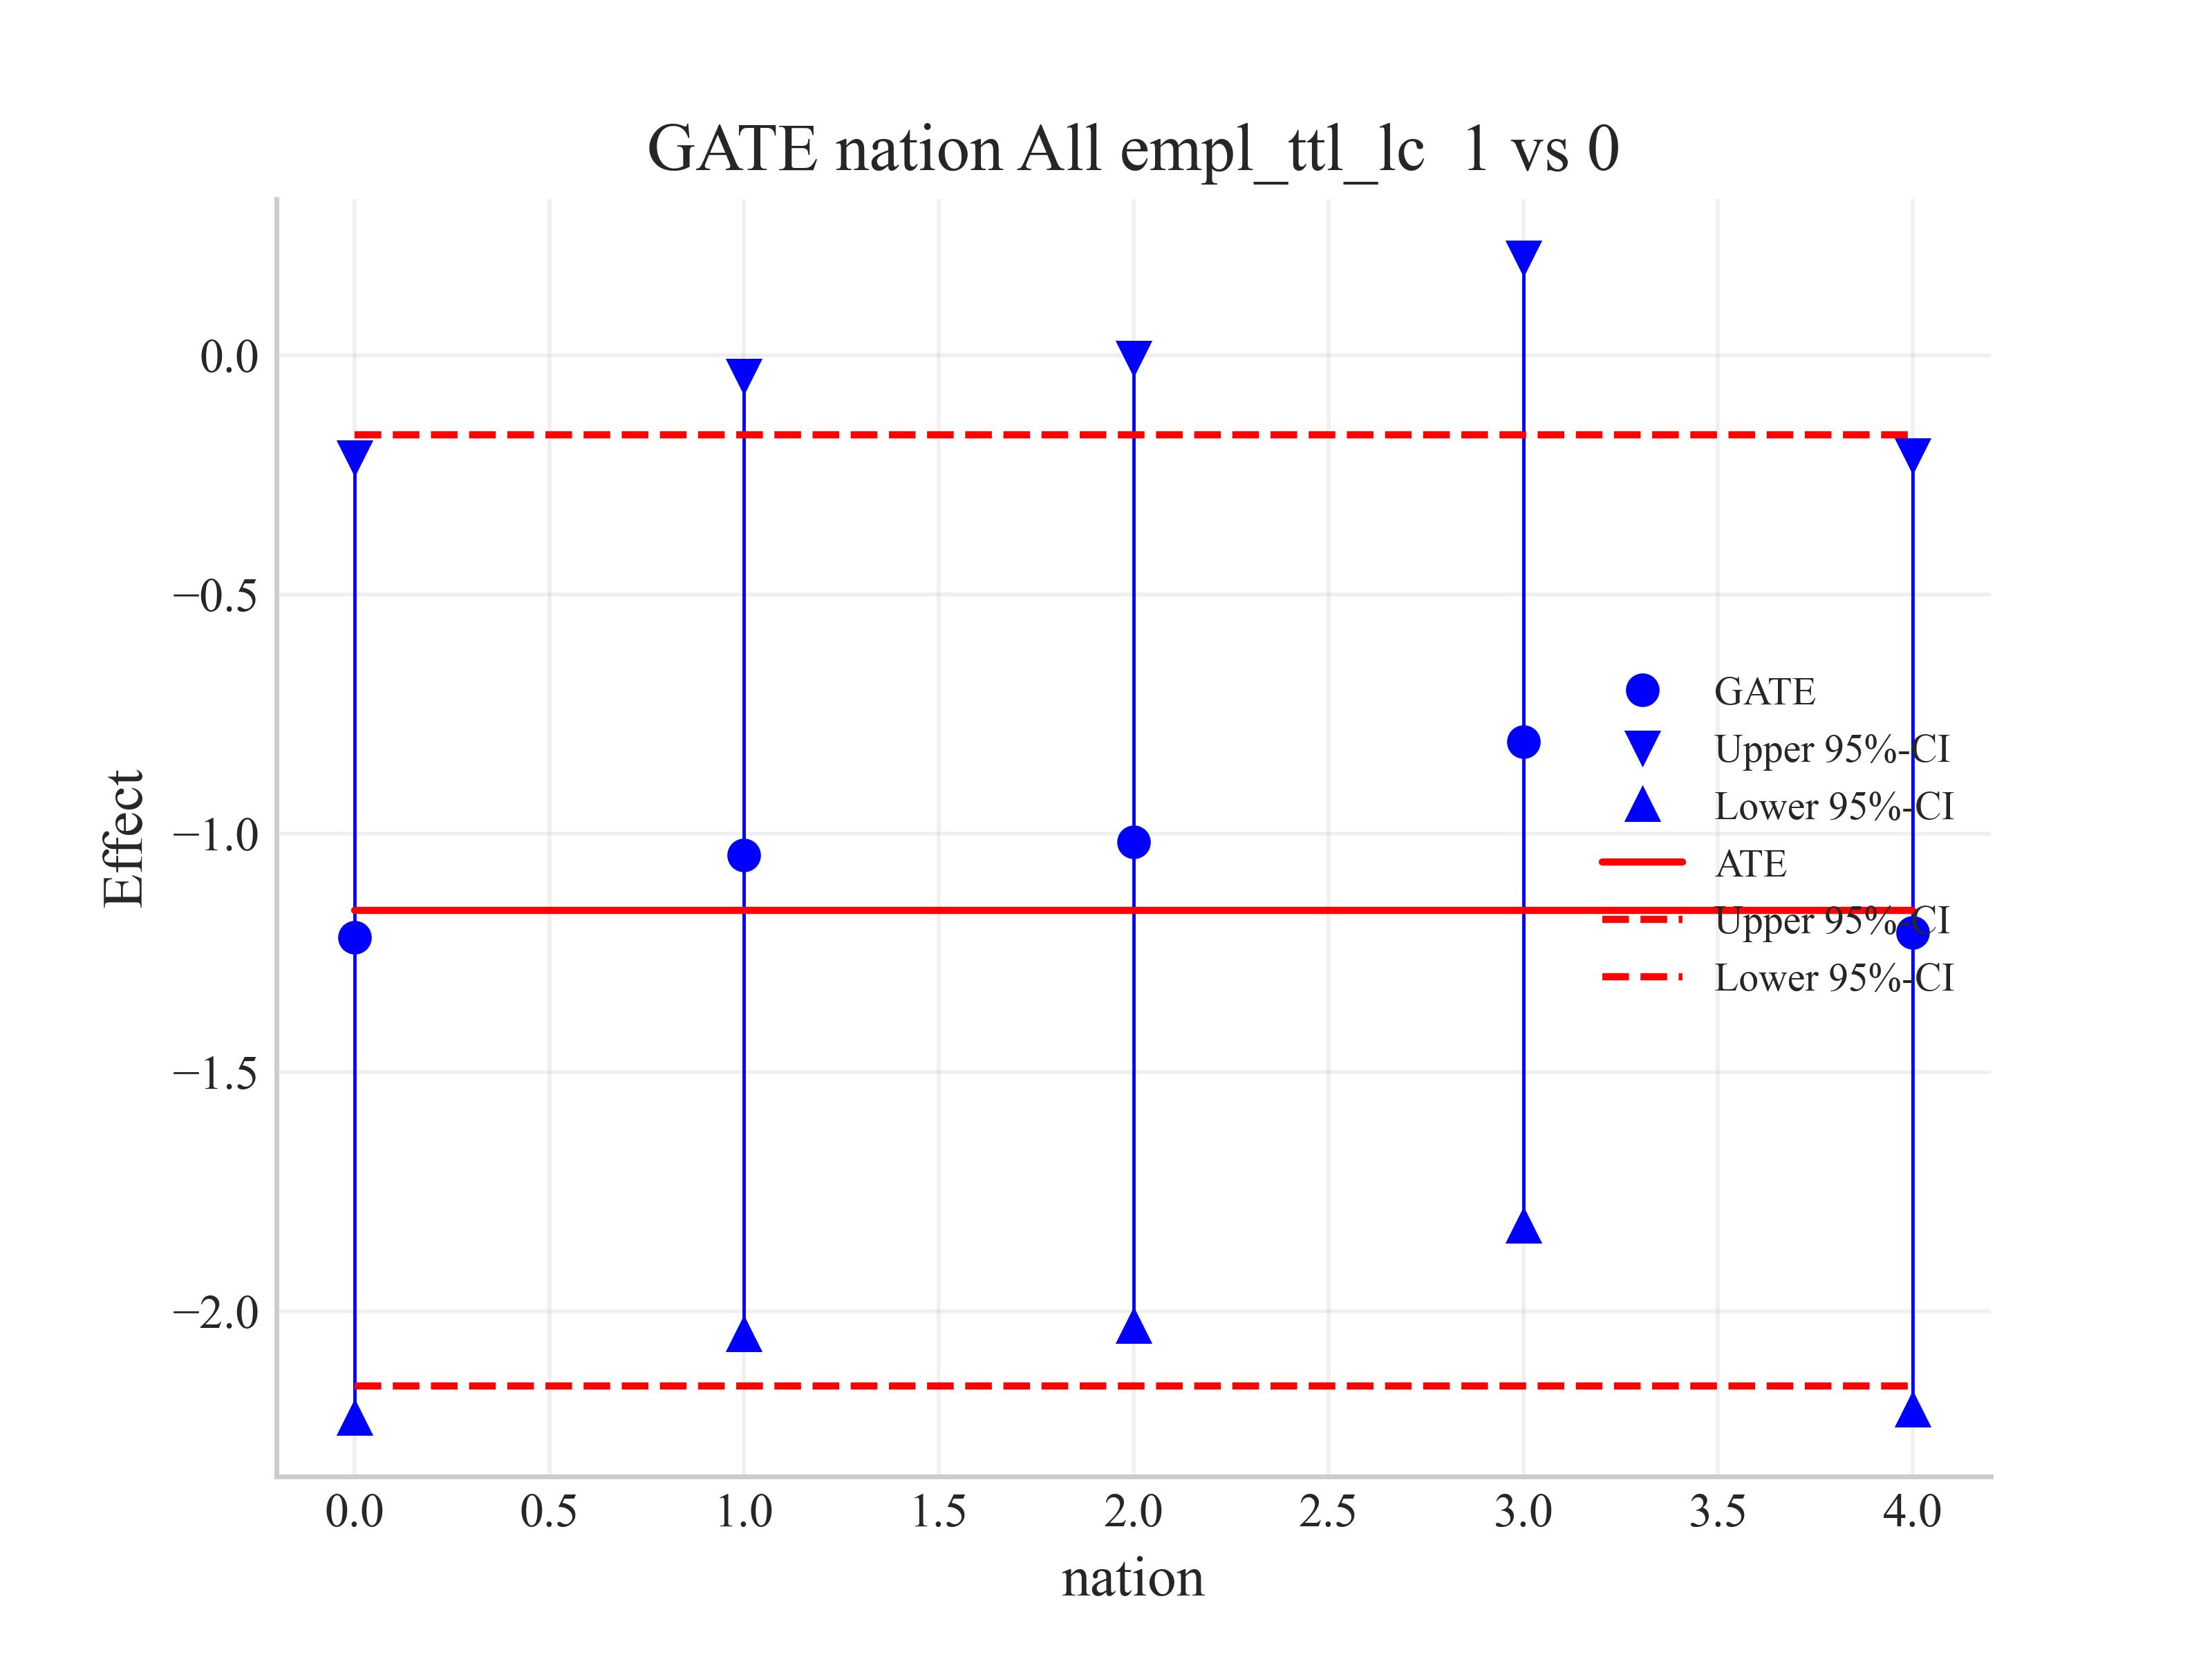 GATE nation All empl_ttl_lc  1 vs 0
Effect
0.0
−0.5
−1.0
−1.5
−2.0
GATE
Upper 95%-CI
Lower 95%-CI
ATE
Upper 95%-CI
Lower 95%-CI
0.0 0.5 1.0 1.5 2.0 2.5 3.0 3.5 4.0
nation